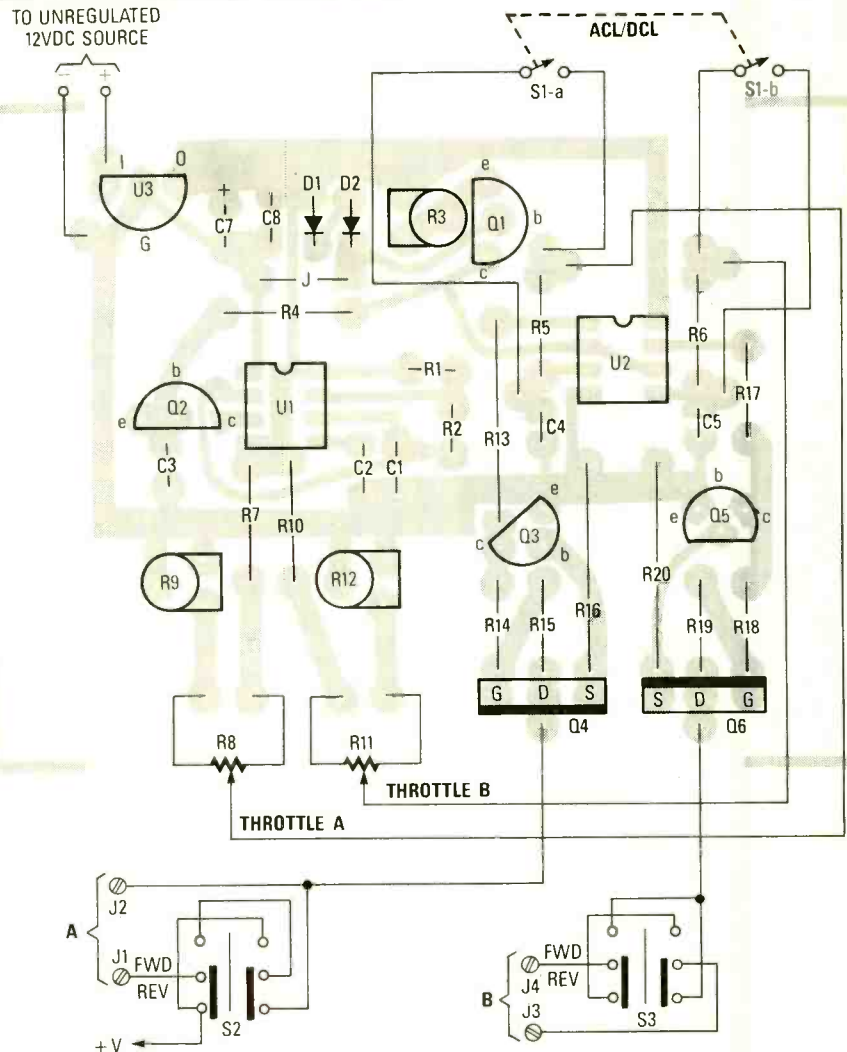 TO UNREGULATED
12VDC SOURCE
− +
ACL/DCL
S1-a
S1-b
I O
U3
G
+
C7
C8
D1
D2
R3
e
Q1
b
c
J
R4
R5
U2
R6
R17
R1
b
Q2
e c
U1
R2
R13
C4
C5
C3
C2
C1
R7
R10
e
Q3
c
b
b
Q5
e c
R9
R12
R20
R14
R15
R16
R19
R18
G D S
Q4
S D G
Q6
R8
R11
THROTTLE B
THROTTLE A
A
J2
J1
FWD
REV
S2
+V
B
J4
FWD
REV
J3
S3